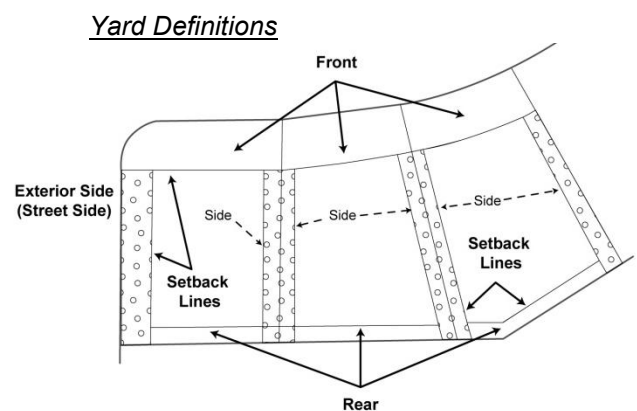 Yard Definitions
Front
Exterior Side
(Street Side)
Side
Side
Side
Setback
Lines
Setback
Lines
Rear